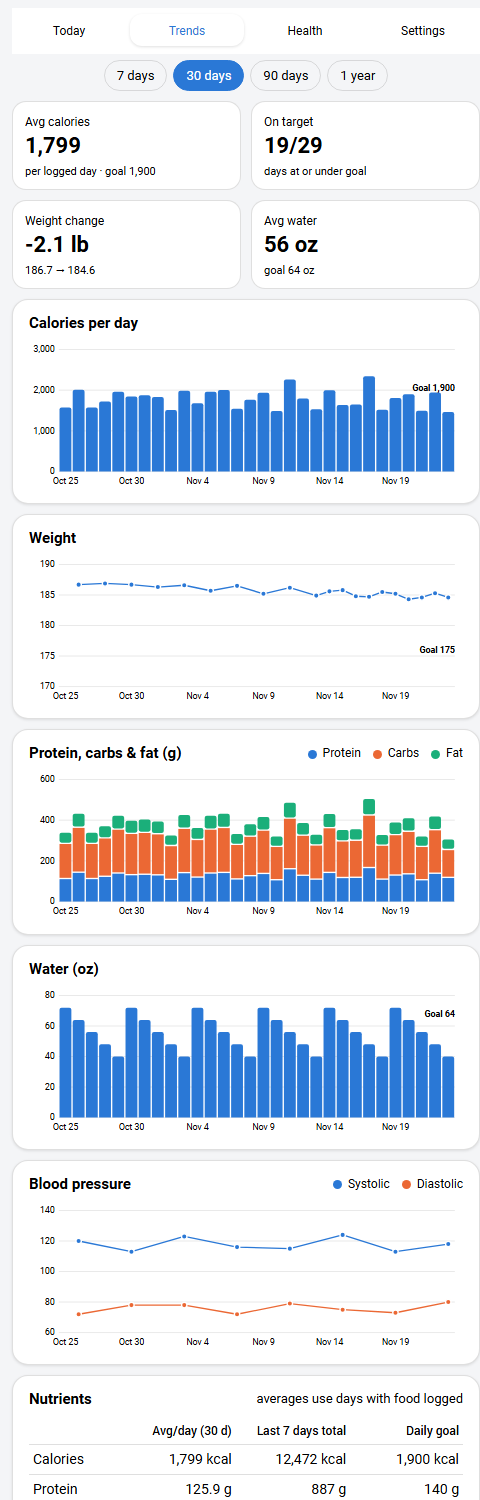 Today Trends Health Settings
7 days 30 days 90 days 1 year
Avg calories
1,799
per logged day · goal 1,900
On target
19/29
days at or under goal
Weight change
-2.1 lb
186.7 → 184.6
Avg water
56 oz
goal 64 oz
Calories per day
3,000
Goal 1,900
2,000
1,000
0
Oct 25 Oct 30 Nov 4 Nov 9 Nov 14 Nov 19
Weight
190
185
180
Goal 175
175
170
Oct 25 Oct 30 Nov 4 Nov 9 Nov 14 Nov 19
Protein, carbs & fat (g) Protein Carbs Fat
600
400
200
0
Oct 25 Oct 30 Nov 4 Nov 9 Nov 14 Nov 19
Water (oz)
80
Goal 64
60
40
20
0
Oct 25 Oct 30 Nov 4 Nov 9 Nov 14 Nov 19
Blood pressure Systolic Diastolic
140
120
100
80
60
Oct 25 Oct 30 Nov 4 Nov 9 Nov 14 Nov 19
Nutrients averages use days with food logged
Avg/day (30 d) Last 7 days total Daily goal
Calories 1,799 kcal 12,472 kcal 1,900 kcal
Protein 125.9 g 887 g 140 g